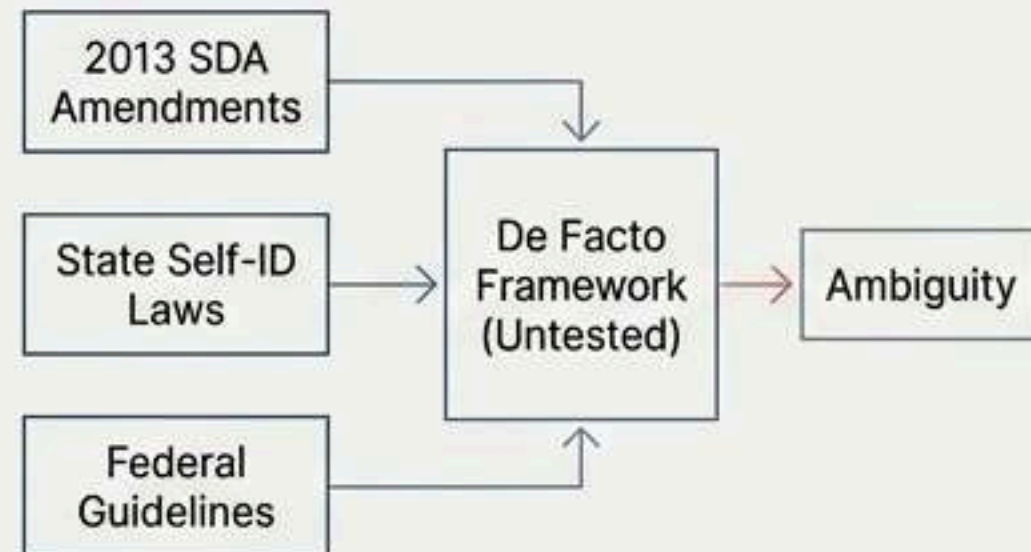 2013 SDA
Amendments
State Self-ID
Laws
Federal
Guidelines
De Facto
Framework
(Untested)
Ambiguity